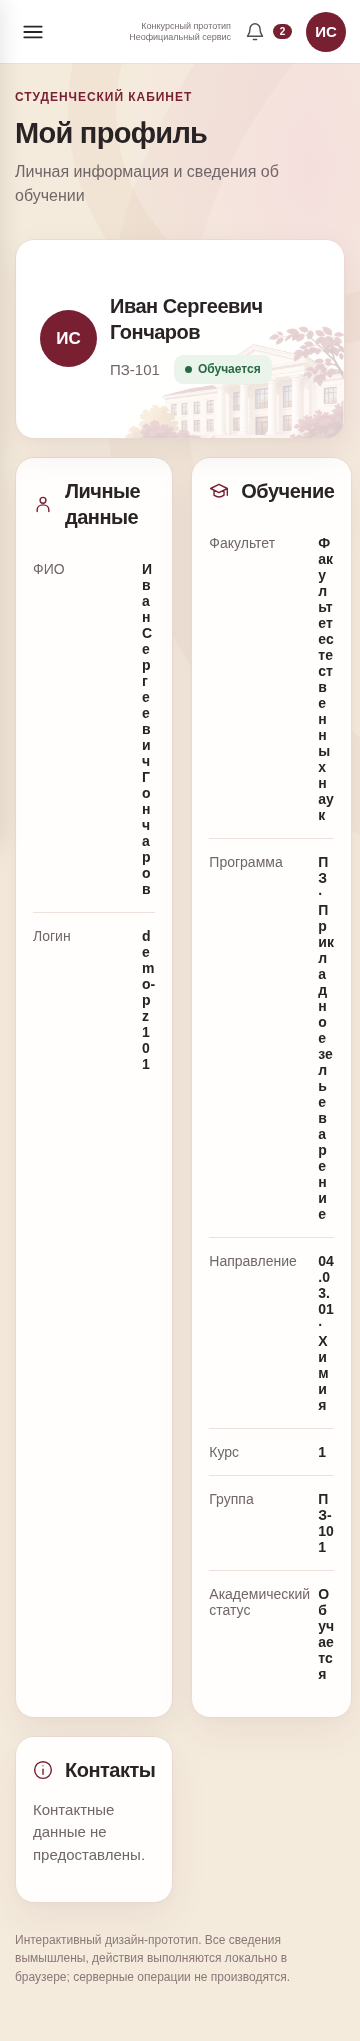 Конкурсный прототип
Неофициальный сервис
2
ИС
СТУДЕНЧЕСКИЙ КАБИНЕТ
Мой профиль
Личная информация и сведения об
обучении
ИС
Иван Сергеевич
Гончаров
ПЗ-101
Обучается
Личные
данные
ФИО
И
в
а
н
С
е
р
г
е
е
в
и
ч
Г
о
н
ч
а
р
о
в
Логин
d
e
m
o-
p
z
1
0
1
Обучение
Факультет
Ф
ак
у
л
ьт
ет
ес
те
ст
в
е
н
н
ы
х
н
ау
к
Программа
П
З
·
П
р
ик
л
а
д
н
о
е
зе
л
ь
е
в
а
р
е
н
и
е
Направление
04
.0
3.
01
·
Х
и
м
и
я
Курс
1
Группа
П
З-
10
1
Академический
статус
О
б
уч
ае
тс
я
Контакты
Контактные
данные не
предоставлены.
Интерактивный дизайн-прототип. Все сведения
вымышлены, действия выполняются локально в
браузере; серверные операции не производятся.